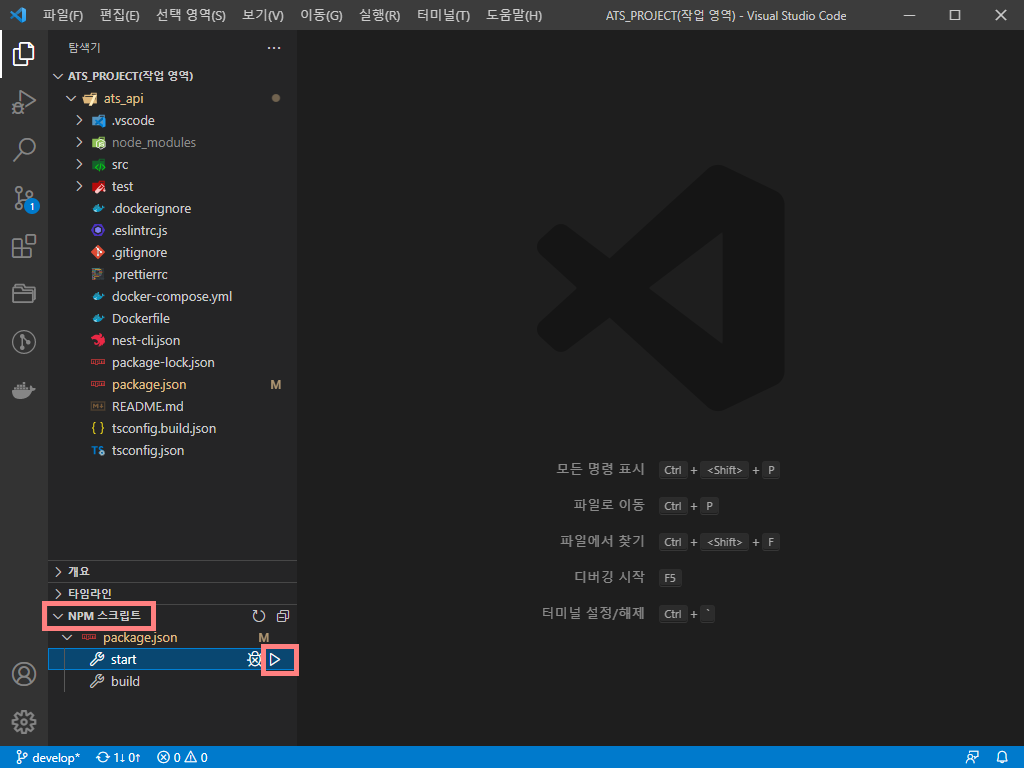 파일(F) 편집(E) 선택 영역(S) 보기(V) 이동(G) 실행(R) 터미널(T) 도움말(H) ATS_PROJECT(작업 영역) - Visual Studio Code
탐색기
ATS_PROJECT(작업 영역)
ats_api
.vscode
node_modules
src
test
.dockerignore
.eslintrc.js
.gitignore
.prettierrc
docker-compose.yml
Dockerfile
nest-cli.json
package-lock.json
package.json M
README.md
tsconfig.build.json
tsconfig.json
1
모든 명령 표시 Ctrl + <Shift> + P
파일로 이동 Ctrl + P
파일에서 찾기 Ctrl + <Shift> + F
디버깅 시작 F5
터미널 설정/해제 Ctrl + `
개요
타임라인
NPM 스크립트
package.json M
start
build
develop* 1↓ 0↑ 0 0